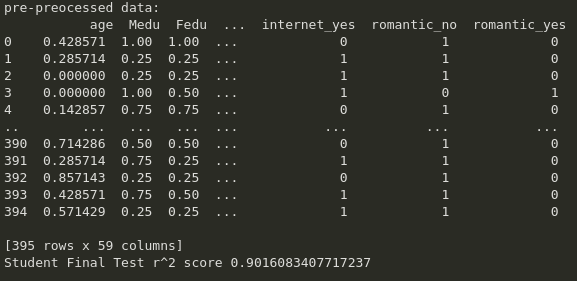 pre-preocessed data:
age Medu Fedu ... internet_yes romantic_no romantic_yes
0 0.428571 1.00 1.00 ... 0 1 0
1 0.285714 0.25 0.25 ... 1 1 0
2 0.000000 0.25 0.25 ... 1 1 0
3 0.000000 1.00 0.50 ... 1 0 1
4 0.142857 0.75 0.75 ... 0 1 0
.. ... ... ... ... ... ... ...
390 0.714286 0.50 0.50 ... 0 1 0
391 0.285714 0.75 0.25 ... 1 1 0
392 0.857143 0.25 0.25 ... 0 1 0
393 0.428571 0.75 0.50 ... 1 1 0
394 0.571429 0.25 0.25 ... 1 1 0
[395 rows x 59 columns]
Student Final Test r^2 score 0.9016083407717237